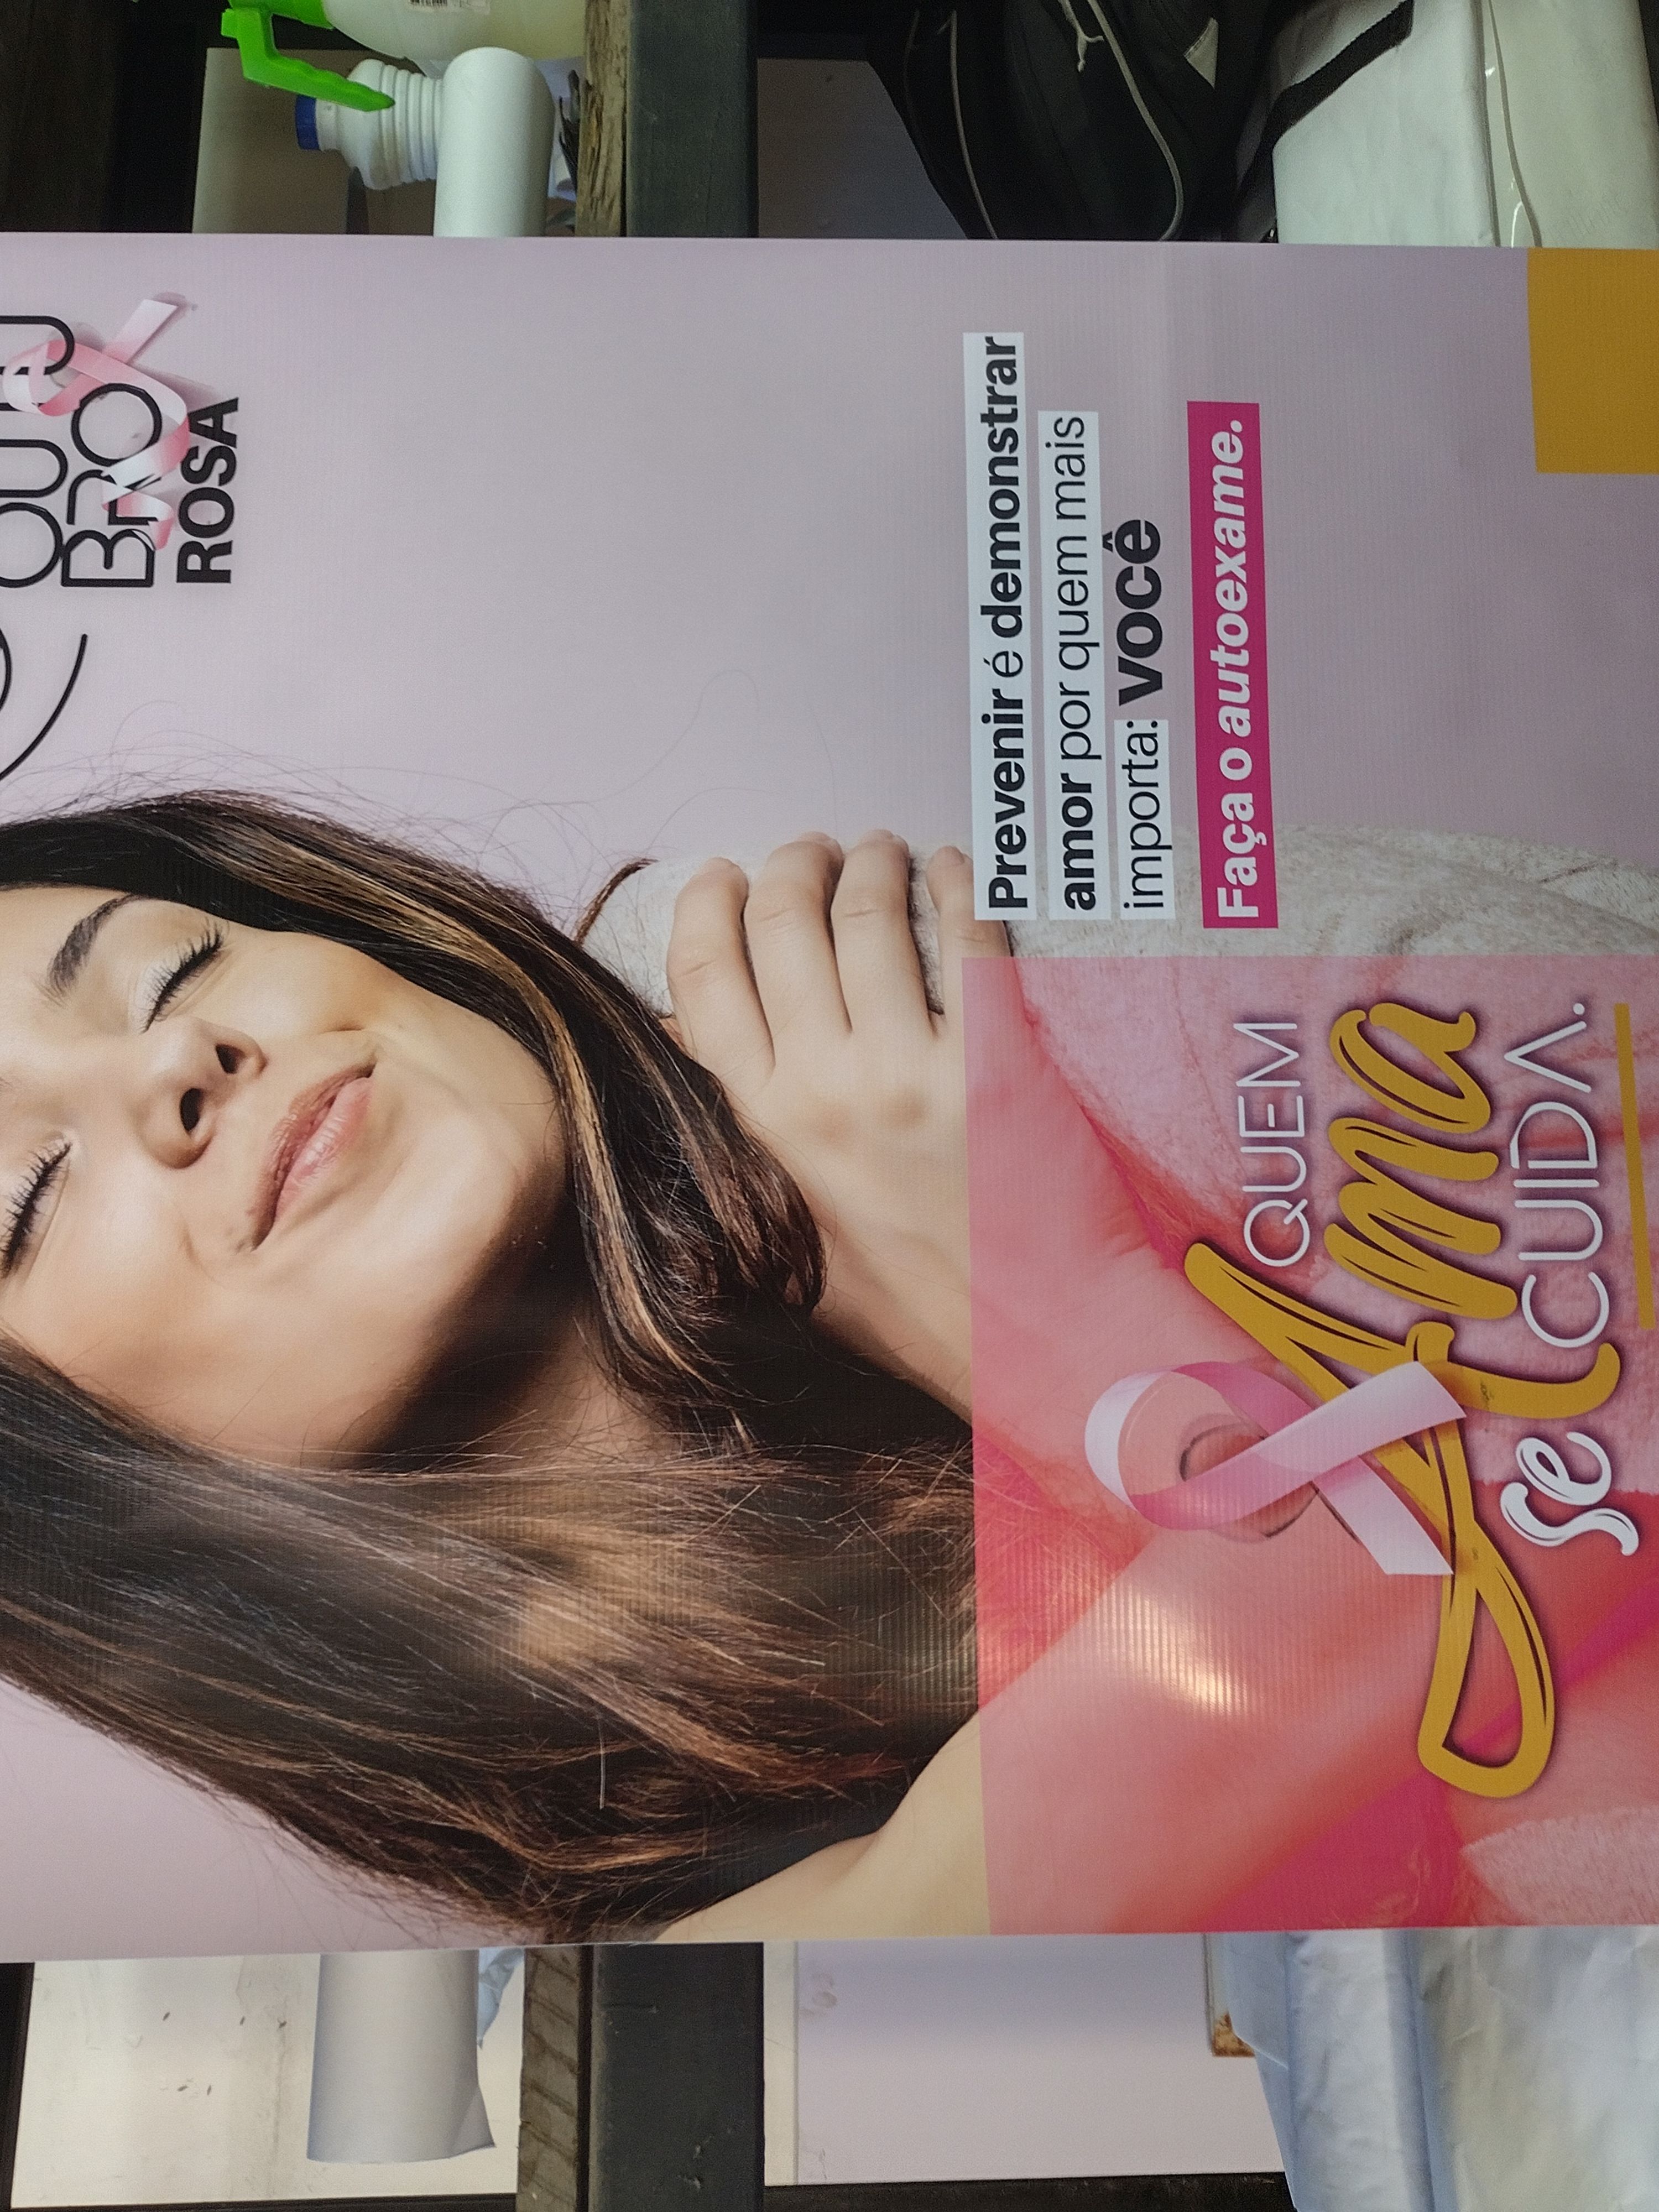 OUTU
BRO
ROSA
Prevenir é demonstrar
amor por quem mais
importa: você
Faça o autoexame.
QUEM
Ama
se CUIDA.